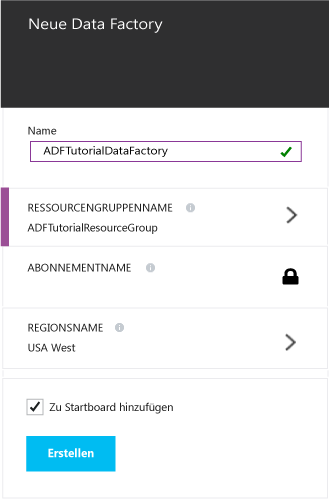 Neue Data Factory
Name
ADFTutorialDataFactory
RESSOURCENGRUPPENNAME
ADFTutorialResourceGroup
ABONNEMENTNAME
REGIONSNAME
USA West
Zu Startboard hinzufügen
Erstellen